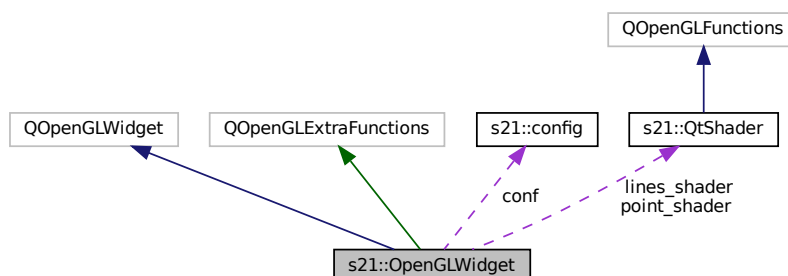 QOpenGLFunctions
QOpenGLWidget
QOpenGLExtraFunctions
s21::config
s21::QtShader
conf
lines_shader
point_shader
s21::OpenGLWidget